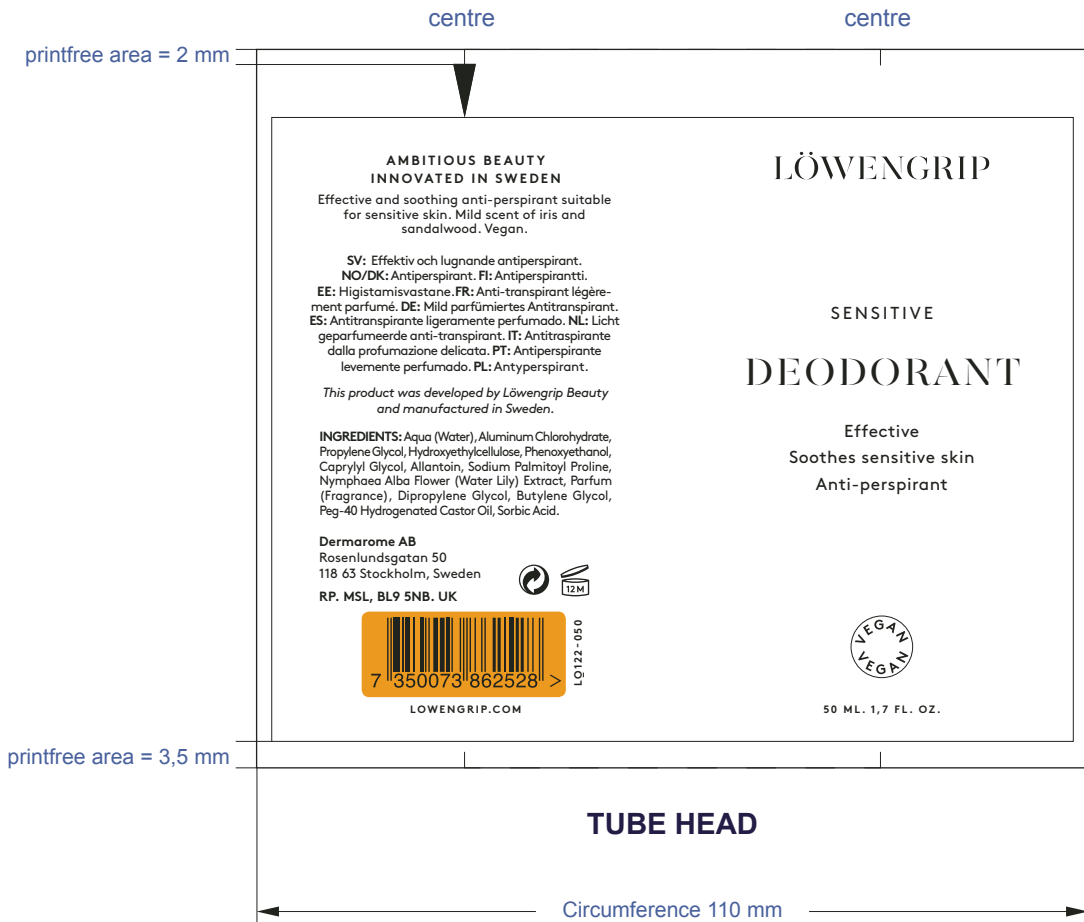 centre
centre
printfree area = 2 mm
AMBITIOUS BEAUTY
INNOVATED IN SWEDEN
Effective and soothing anti-perspirant suitable
for sensitive skin. Mild scent of iris and
sandalwood. Vegan.
SV: Effektiv och lugnande antiperspirant.
NO/DK: Antiperspirant. FI: Antiperspirantti.
EE: Higistamisvastane. FR: Anti-transpirant légère-
ment parfumé. DE: Mild parfümiertes Antitranspirant.
ES: Antitranspirante ligeramente perfumado. NL: Licht
geparfumeerde anti-transpirant. IT: Antitraspirante
dalla profumazione delicata. PT: Antiperspirante
levemente perfumado. PL: Antyperspirant.
This product was developed by Löwengrip Beauty
and manufactured in Sweden.
INGREDIENTS: Aqua (Water), Aluminum Chlorohydrate,
Propylene Glycol, Hydroxyethylcellulose, Phenoxyethanol,
Caprylyl Glycol, Allantoin, Sodium Palmitoyl Proline,
Nymphaea Alba Flower (Water Lily) Extract, Parfum
(Fragrance), Dipropylene Glycol, Butylene Glycol,
Peg-40 Hydrogenated Castor Oil, Sorbic Acid.
Dermarome AB
Rosenlundsgatan 50
118 63 Stockholm, Sweden
RP. MSL, BL9 5NB. UK
12M
7 350073 862528 >
LO122-050
LOWENGRIP.COM
LÖWENGRIP
SENSITIVE
DEODORANT
Effective
Soothes sensitive skin
Anti-perspirant
VEGAN
VEGAN
50 ML. 1,7 FL. OZ.
printfree area = 3,5 mm
TUBE HEAD
Circumference 110 mm